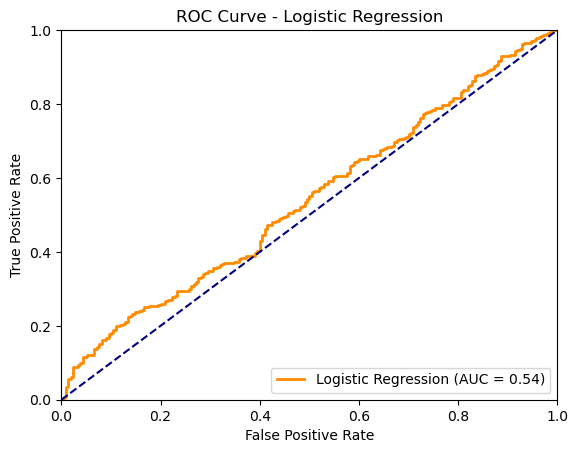 ROC Curve - Logistic Regression
True Positive Rate
1.0
0.8
0.6
0.4
0.2
0.0
Logistic Regression (AUC = 0.54)
0.0 0.2 0.4 0.6 0.8 1.0
False Positive Rate